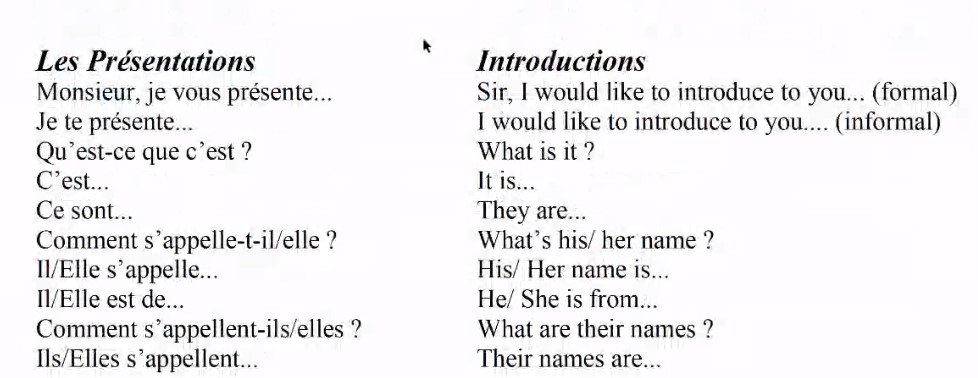 Les Présentations
Monsieur, je vous présente...
Je te présente...
Qu'est-ce que c'est ?
C'est...
Ce sont...
Comment s'appelle-t-il/elle ?
Il/Elle s'appelle...
Il/Elle est de...
Comment s'appellent-ils/elles ?
Ils/Elles s'appellent...
Introductions
Sir, I would like to introduce to you... (formal)
I would like to introduce to you.... (informal)
What is it ?
It is...
They are...
What's his/ her name ?
His/ Her name is...
He/ She is from...
What are their names ?
Their names are...